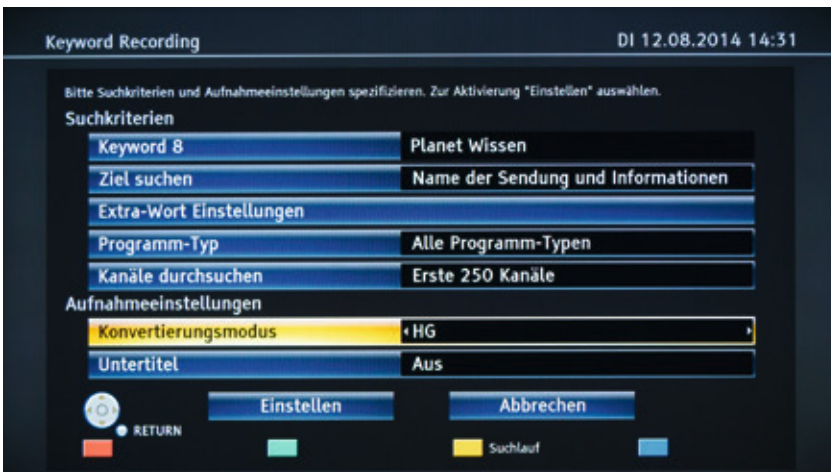 Keyword Recording DI 12.08.2014 14:31
Bitte Suchkriterien und Aufnahmeeinstellungen spezifizieren. Zur Aktivierung "Einstellen" auswählen.
Suchkriterien
Keyword 8 Planet Wissen
Ziel suchen Name der Sendung und Informationen
Extra-Wort Einstellungen
Programm-Typ Alle Programm-Typen
Kanäle durchsuchen Erste 250 Kanäle
Aufnahmeeinstellungen
Konvertierungsmodus HG
Untertitel Aus
Einstellen Abbrechen
RETURN
Suchlauf